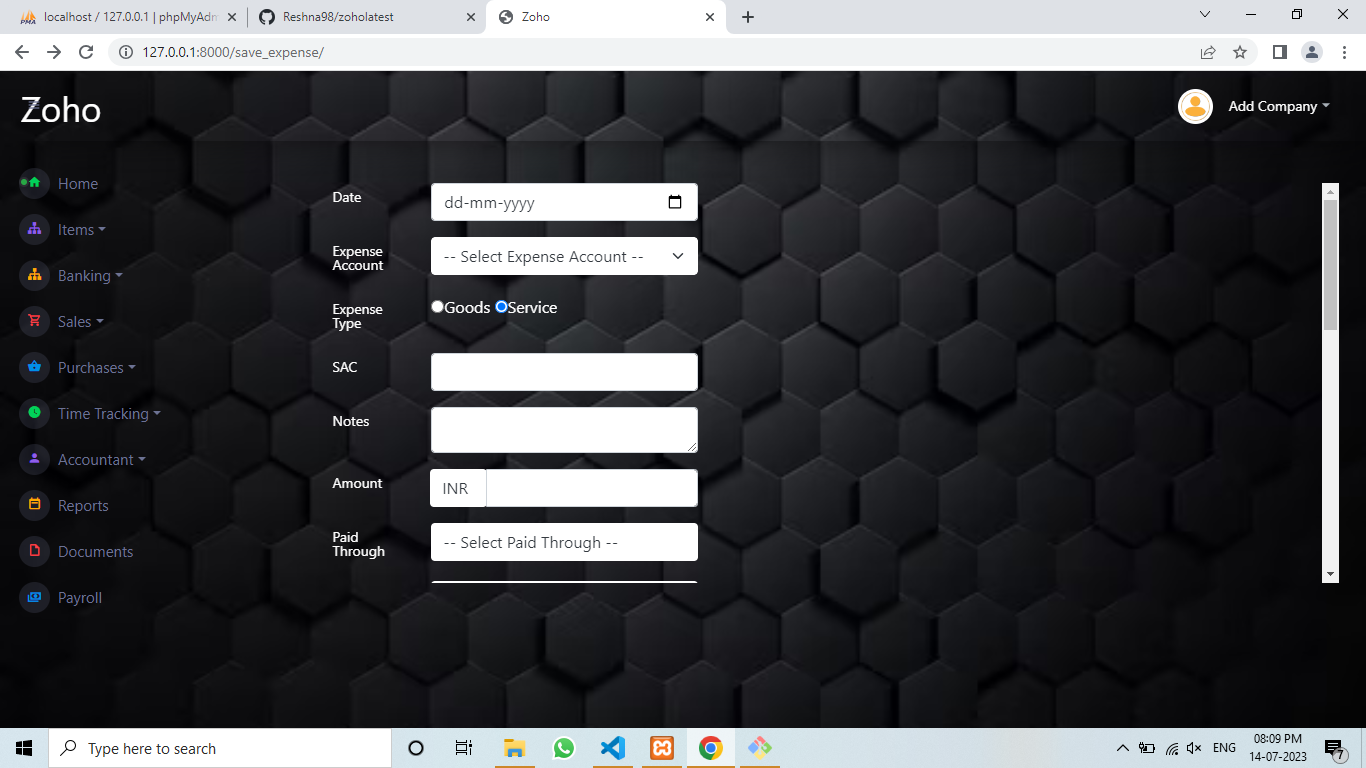 localhost / 127.0.0.1 | phpMyAdm
Reshna98/zoholatest
Zoho
127.0.0.1:8000/save_expense/
Zoho
Add Company
Home
Items
Banking
Sales
Purchases
Time Tracking
Accountant
Reports
Documents
Payroll
Date
dd-mm-yyyy
Expense
Account
-- Select Expense Account --
Expense
Type
Goods Service
SAC
Notes
Amount
INR
Paid
Through
-- Select Paid Through --
Type here to search
ENG
08:09 PM
14-07-2023
7